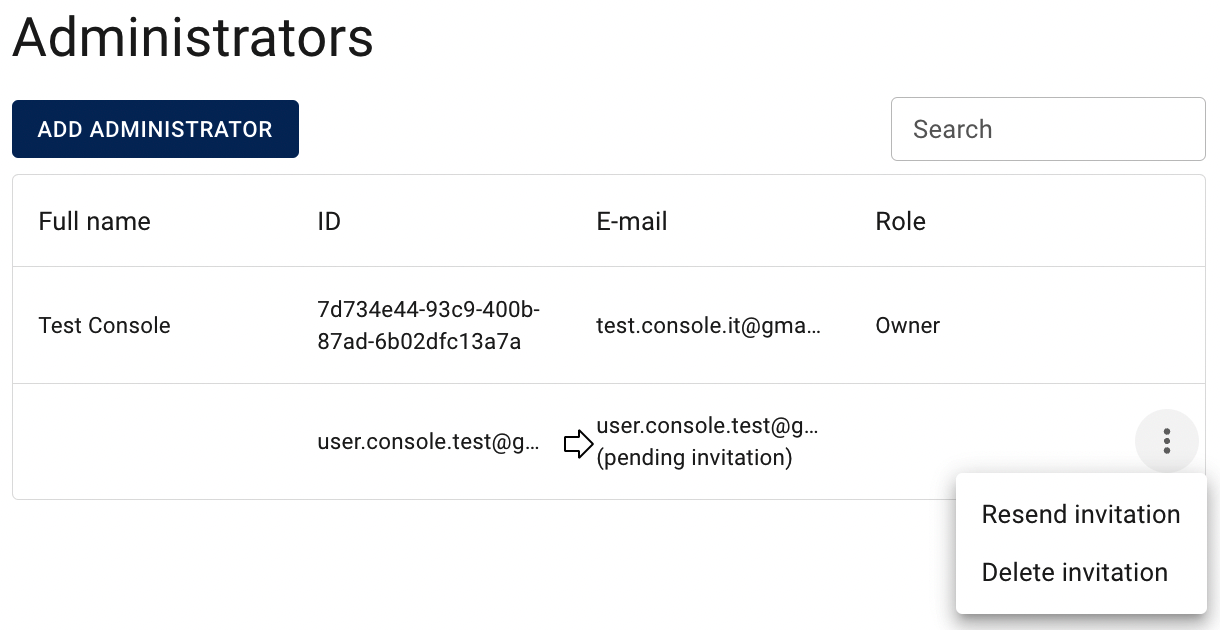 Administrators
ADD ADMINISTRATOR
Search
Full name ID E-mail Role
Test Console 7d734e44-93c9-400b- test.console.it@gma... Owner
87ad-6b02dfc13a7a
user.console.test@g... user.console.test@g...
(pending invitation)
Resend invitation
Delete invitation